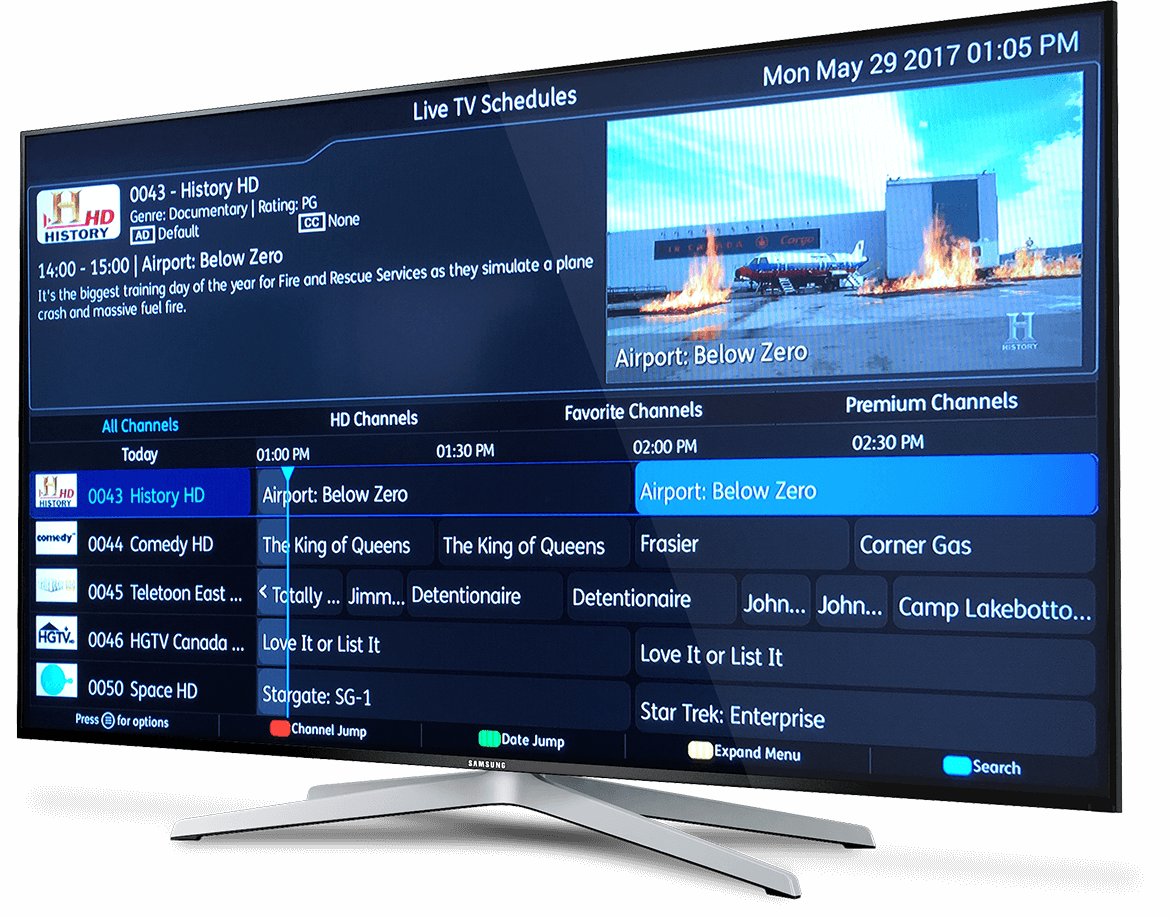 Mon May 29 2017 01:05 PM
Live TV Schedules
H HD
HISTORY
0043 - History HD
Genre: Documentary | Rating: PG
AD Default
CC None
14:00 - 15:00 | Airport: Below Zero
It's the biggest training day of the year for Fire and Rescue Services as they simulate a plane
crash and massive fuel fire.
Cargo
H
HISTORY
Airport: Below Zero
All Channels
HD Channels
Favorite Channels
Premium Channels
Today
01:00 PM
01:30 PM
02:00 PM
02:30 PM
H HD
HISTORY
0043 History HD
Airport: Below Zero
Airport: Below Zero
comedy
0044 Comedy HD
The King of Queens
The King of Queens
Frasier
Corner Gas
0045 Teletoon East ...
< Totally ...
Jimm...
Detentionaire
Detentionaire
John...
John...
Camp Lakebotto...
HGTV
0046 HGTV Canada ...
Love It or List It
Love It or List It
0050 Space HD
Stargate: SG-1
Star Trek: Enterprise
Press for options
Channel Jump
Date Jump
Expand Menu
Search
SAMSUNG